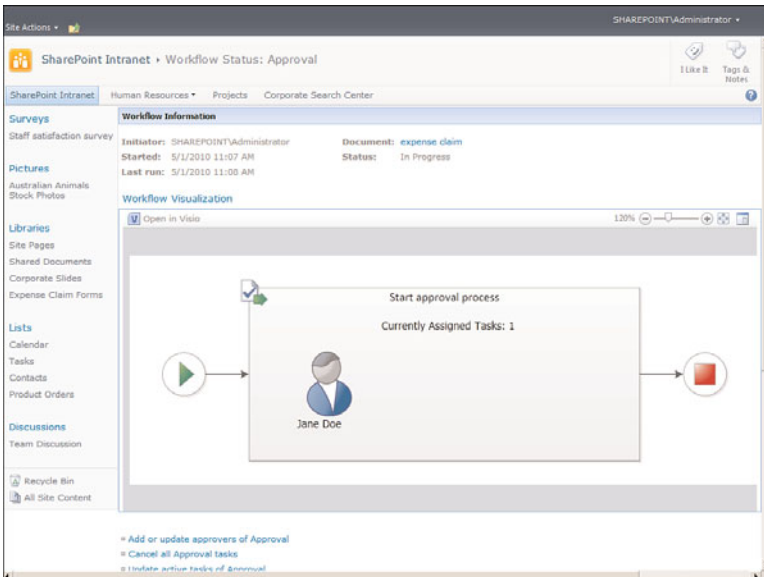 SHAREPOINT\Administrator
Site Actions
SharePoint Intranet › Workflow Status: Approval
I Like It
Tags & Notes
SharePoint Intranet
Human Resources
Projects
Corporate Search Center
Surveys
Staff satisfaction survey
Pictures
Australian Animals
Stock Photos
Libraries
Site Pages
Shared Documents
Corporate Slides
Expense Claim Forms
Lists
Calendar
Tasks
Contacts
Product Orders
Discussions
Team Discussion
Recycle Bin
All Site Content
Workflow Information
Initiator: SHAREPOINT\Administrator
Document: expense claim
Started: 5/1/2010 11:07 AM
Status: In Progress
Last run: 5/1/2010 11:08 AM
Workflow Visualization
Open in Visio
120%
Start approval process
Currently Assigned Tasks: 1
Jane Doe
Add or update approvers of Approval
Cancel all Approval tasks
Update active tasks of Approval